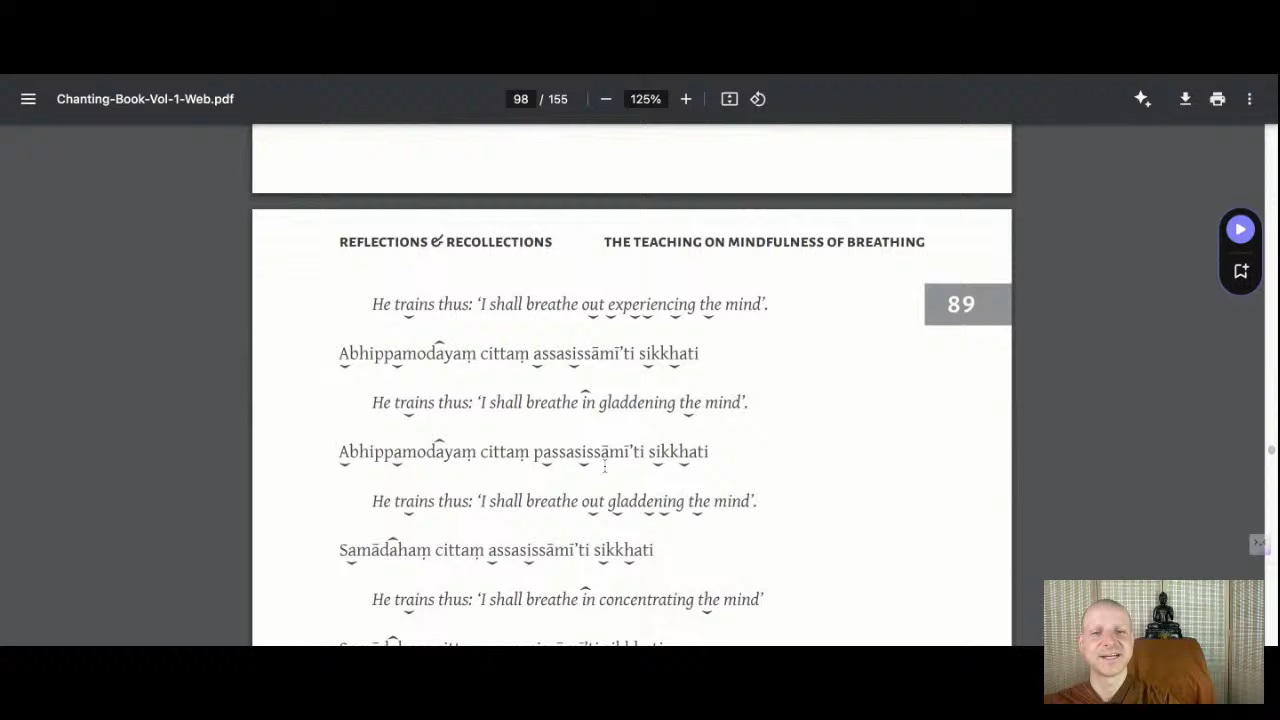 Chanting-Book-Vol-1-Web.pdf
98 / 155
125%
REFLECTIONS & RECOLLECTIONS THE TEACHING ON MINDFULNESS OF BREATHING
He trains thus: ‘I shall breathe out experiencing the mind’.
89
Abhippamodayaṃ cittaṃ assasissāmī’ti sikkhati
He trains thus: ‘I shall breathe in gladdening the mind’.
Abhippamodayaṃ cittaṃ passasissāmī’ti sikkhati
He trains thus: ‘I shall breathe out gladdening the mind’.
Samādahaṃ cittaṃ assasissāmī’ti sikkhati
He trains thus: ‘I shall breathe in concentrating the mind’